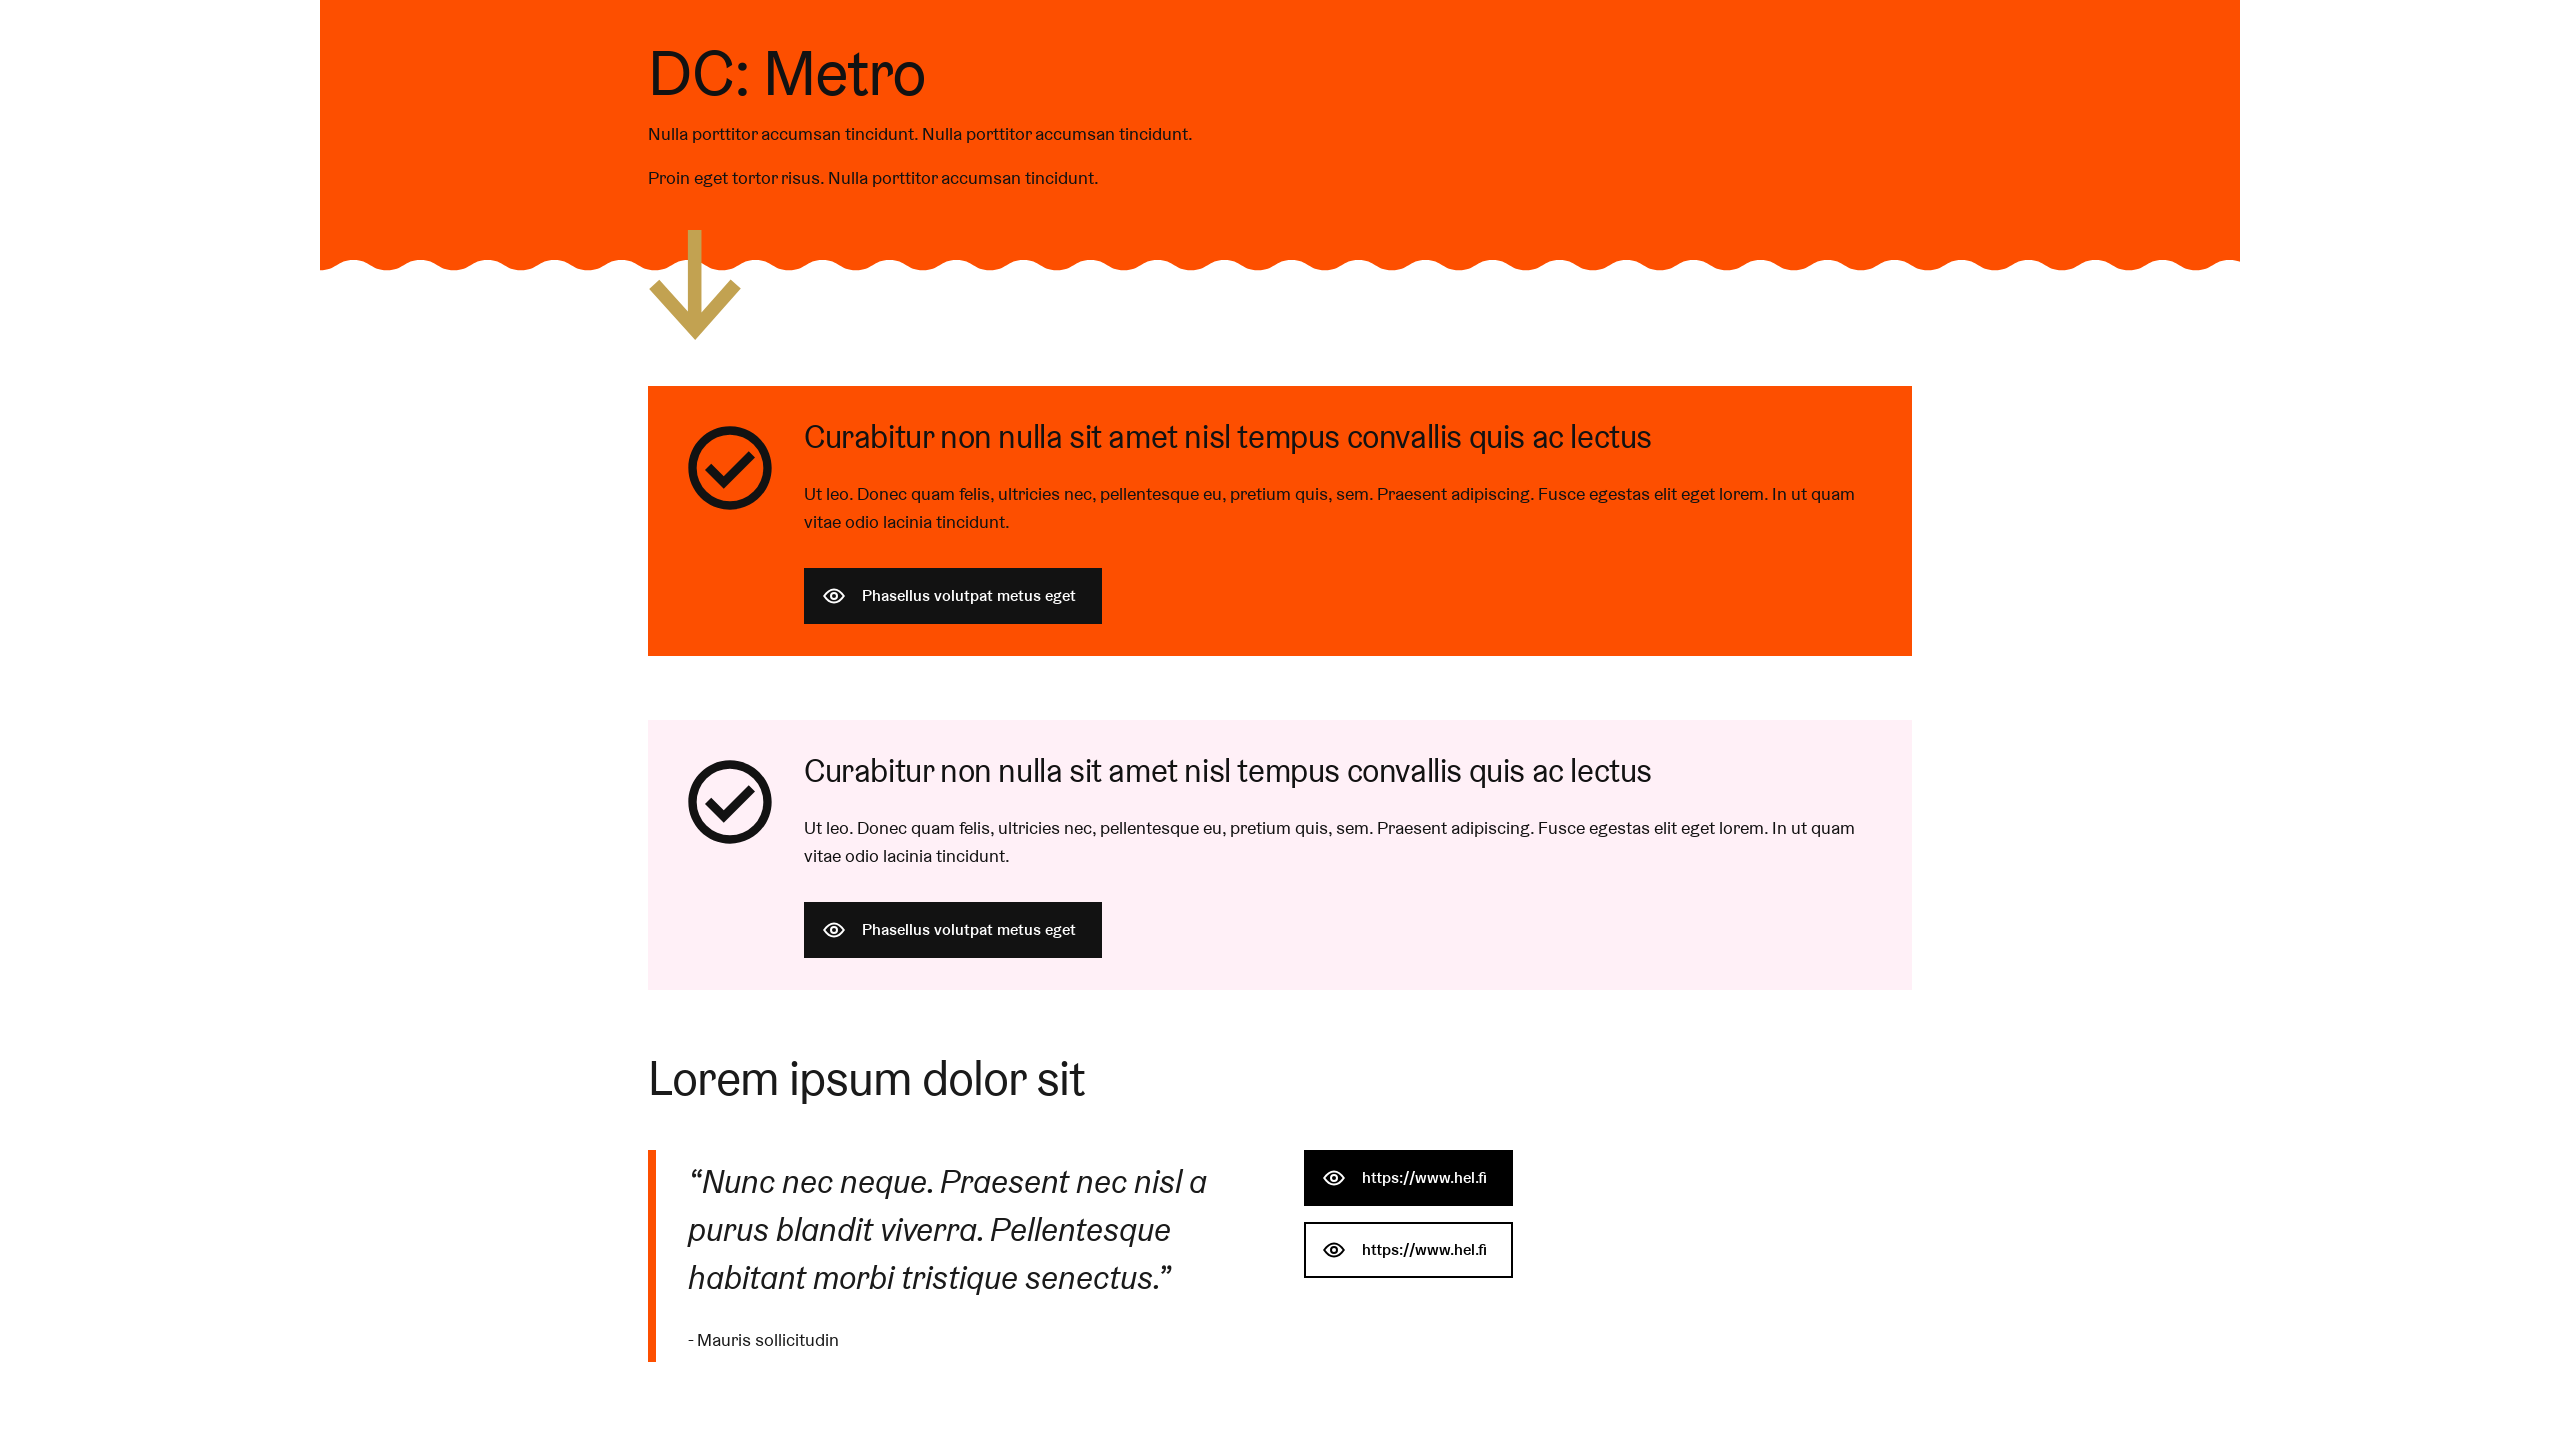 DC: Metro
Nulla porttitor accumsan tincidunt. Nulla porttitor accumsan tincidunt.
Proin eget tortor risus. Nulla porttitor accumsan tincidunt.
Curabitur non nulla sit amet nisl tempus convallis quis ac lectus
Ut leo. Donec quam felis, ultricies nec, pellentesque eu, pretium quis, sem. Praesent adipiscing. Fusce egestas elit eget lorem. In ut quam
vitae odio lacinia tincidunt.
Phasellus volutpat metus eget
Curabitur non nulla sit amet nisl tempus convallis quis ac lectus
Ut leo. Donec quam felis, ultricies nec, pellentesque eu, pretium quis, sem. Praesent adipiscing. Fusce egestas elit eget lorem. In ut quam
vitae odio lacinia tincidunt.
Phasellus volutpat metus eget
Lorem ipsum dolor sit
“Nunc nec neque. Praesent nec nisl a
purus blandit viverra. Pellentesque
habitant morbi tristique senectus.”
- Mauris sollicitudin
https://www.hel.fi
https://www.hel.fi